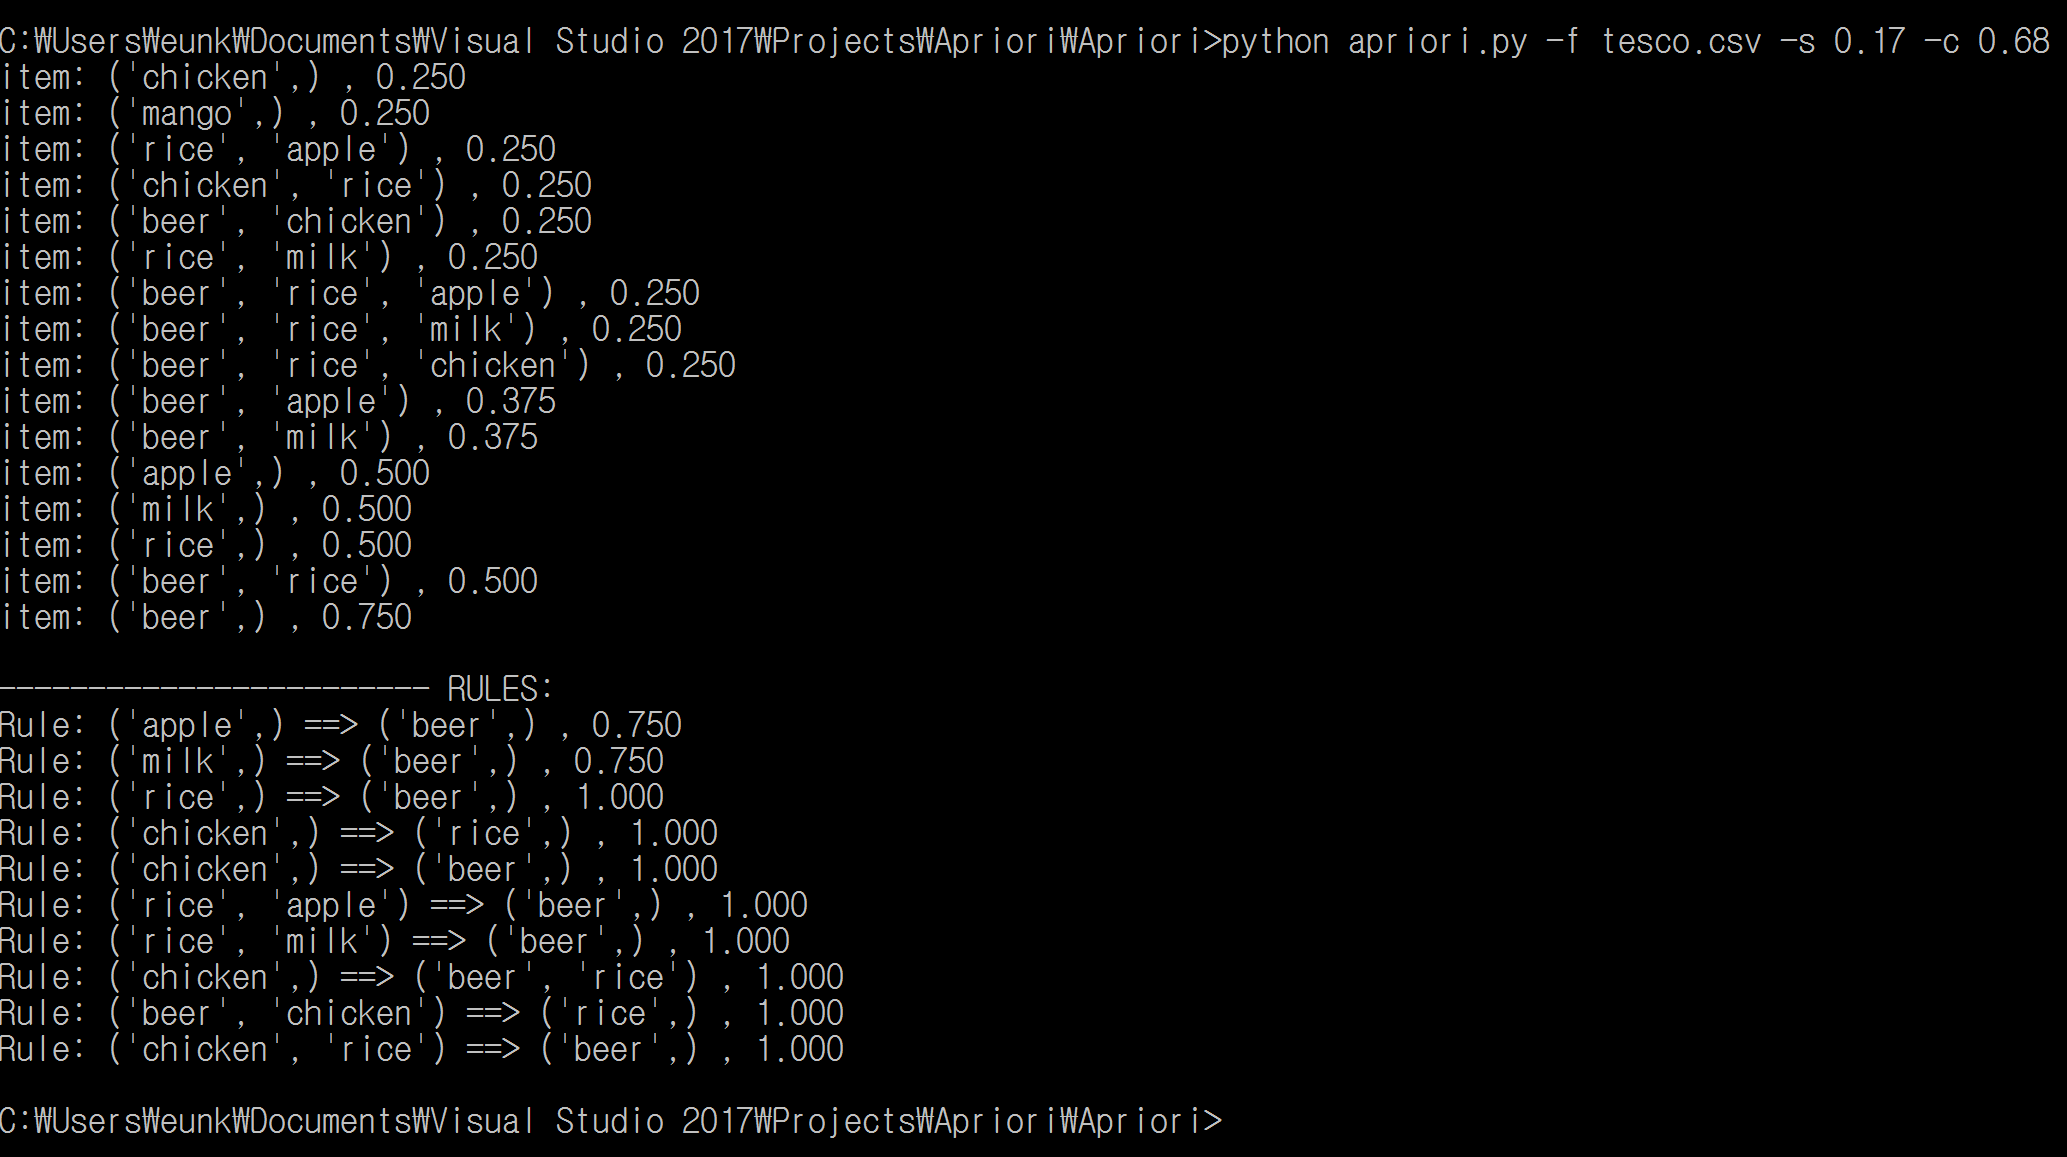 C:₩Users₩eunk₩Documents₩Visual Studio 2017₩Projects₩Apriori₩Apriori>python apriori.py -f tesco.csv -s 0.17 -c 0.68
item: ('chicken',) , 0.250
item: ('mango',) , 0.250
item: ('rice', 'apple') , 0.250
item: ('chicken', 'rice') , 0.250
item: ('beer', 'chicken') , 0.250
item: ('rice', 'milk') , 0.250
item: ('beer', 'rice', 'apple') , 0.250
item: ('beer', 'rice', 'milk') , 0.250
item: ('beer', 'rice', 'chicken') , 0.250
item: ('beer', 'apple') , 0.375
item: ('beer', 'milk') , 0.375
item: ('apple',) , 0.500
item: ('milk',) , 0.500
item: ('rice',) , 0.500
item: ('beer', 'rice') , 0.500
item: ('beer',) , 0.750
------------------------ RULES:
Rule: ('apple',) ==> ('beer',) , 0.750
Rule: ('milk',) ==> ('beer',) , 0.750
Rule: ('rice',) ==> ('beer',) , 1.000
Rule: ('chicken',) ==> ('rice',) , 1.000
Rule: ('chicken',) ==> ('beer',) , 1.000
Rule: ('rice', 'apple') ==> ('beer',) , 1.000
Rule: ('rice', 'milk') ==> ('beer',) , 1.000
Rule: ('chicken',) ==> ('beer', 'rice') , 1.000
Rule: ('beer', 'chicken') ==> ('rice',) , 1.000
Rule: ('chicken', 'rice') ==> ('beer',) , 1.000
C:₩Users₩eunk₩Documents₩Visual Studio 2017₩Projects₩Apriori₩Apriori>